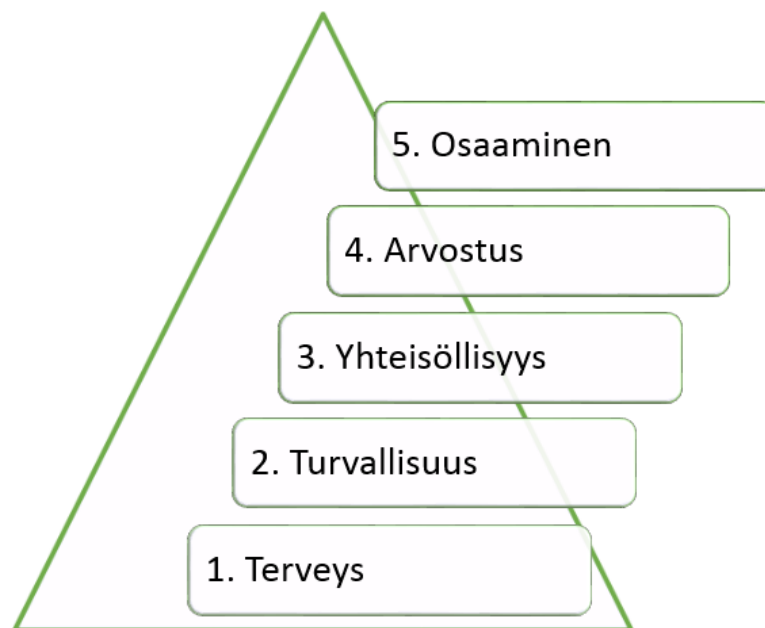 5. Osaaminen
4. Arvostus
3. Yhteisöllisyys
2. Turvallisuus
1. Terveys